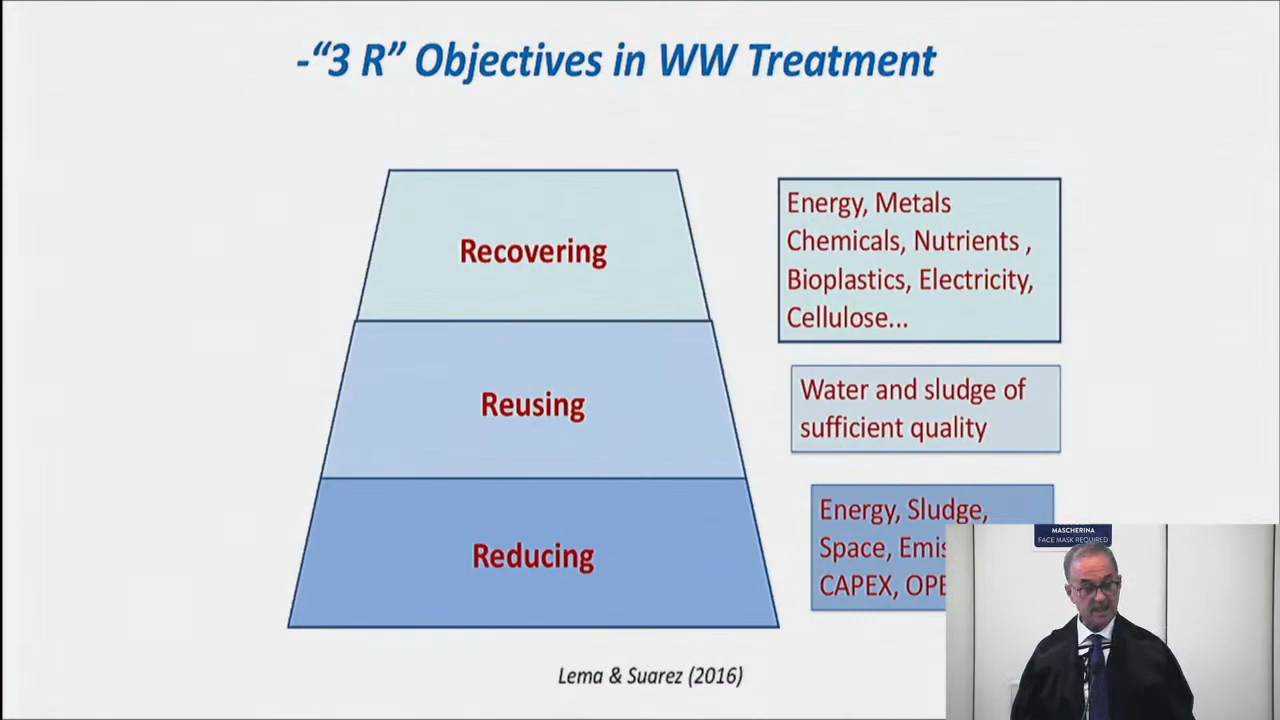 -“3 R” Objectives in WW Treatment
Recovering
Energy, Metals
Chemicals, Nutrients ,
Bioplastics, Electricity,
Cellulose...
Reusing
Water and sludge of
sufficient quality
Reducing
Energy, Sludge,
Space,
CAPEX,
Lema & Suarez (2016)
MASCHERINA
FACE MASK REQUIRED